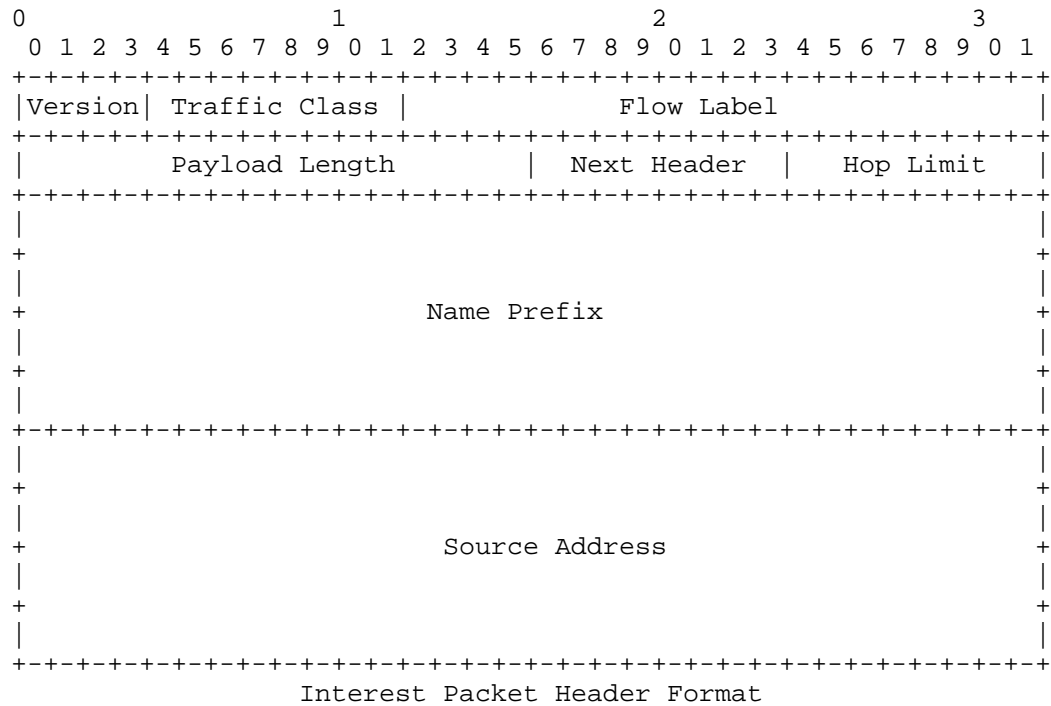 0 1 2 3
0 1 2 3 4 5 6 7 8 9 0 1 2 3 4 5 6 7 8 9 0 1 2 3 4 5 6 7 8 9 0 1
+-+-+-+-+-+-+-+-+-+-+-+-+-+-+-+-+-+-+-+-+-+-+-+-+-+-+-+-+-+-+-+-+
|Version| Traffic Class | Flow Label |
+-+-+-+-+-+-+-+-+-+-+-+-+-+-+-+-+-+-+-+-+-+-+-+-+-+-+-+-+-+-+-+-+
| Payload Length | Next Header | Hop Limit |
+-+-+-+-+-+-+-+-+-+-+-+-+-+-+-+-+-+-+-+-+-+-+-+-+-+-+-+-+-+-+-+-+
| |
+ +
| |
+ Name Prefix +
| |
+ +
| |
+-+-+-+-+-+-+-+-+-+-+-+-+-+-+-+-+-+-+-+-+-+-+-+-+-+-+-+-+-+-+-+-+
| |
+ +
| |
+ Source Address +
| |
+ +
| |
+-+-+-+-+-+-+-+-+-+-+-+-+-+-+-+-+-+-+-+-+-+-+-+-+-+-+-+-+-+-+-+-+
Interest Packet Header Format